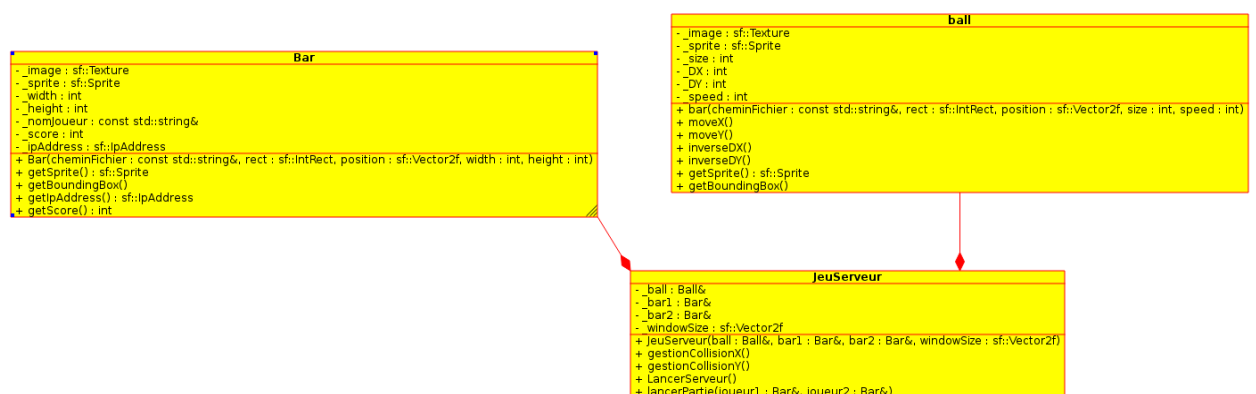 Bar
- _image : sf::Texture
- _sprite : sf::Sprite
- _width : int
- _height : int
- _nomJoueur : const std::string&
- _score : int
- _ipAddress : sf::IpAddress
+ Bar(cheminFichier : const std::string&, rect : sf::IntRect, position : sf::Vector2f, width : int, height : int)
+ getSprite() : sf::Sprite
+ getBoundingBox()
+ getIpAddress() : sf::IpAddress
+ getScore() : int
ball
- _image : sf::Texture
- _sprite : sf::Sprite
- _size : int
- _DX : int
- _DY : int
- _speed : int
+ bar(cheminFichier : const std::string&, rect : sf::IntRect, position : sf::Vector2f, size : int, speed : int)
+ moveX()
+ moveY()
+ inverseDX()
+ inverseDY()
+ getSprite() : sf::Sprite
+ getBoundingBox()
JeuServeur
- _ball : Ball&
- _bar1 : Bar&
- _bar2 : Bar&
- _windowSize : sf::Vector2f
+ JeuServeur(ball : Ball&, bar1 : Bar&, bar2 : Bar&, windowSize : sf::Vector2f)
+ gestionCollisionX()
+ gestionCollisionY()
+ LancerServeur()
+ lancerPartie(joueur1 : Bar&, joueur2 : Bar&)